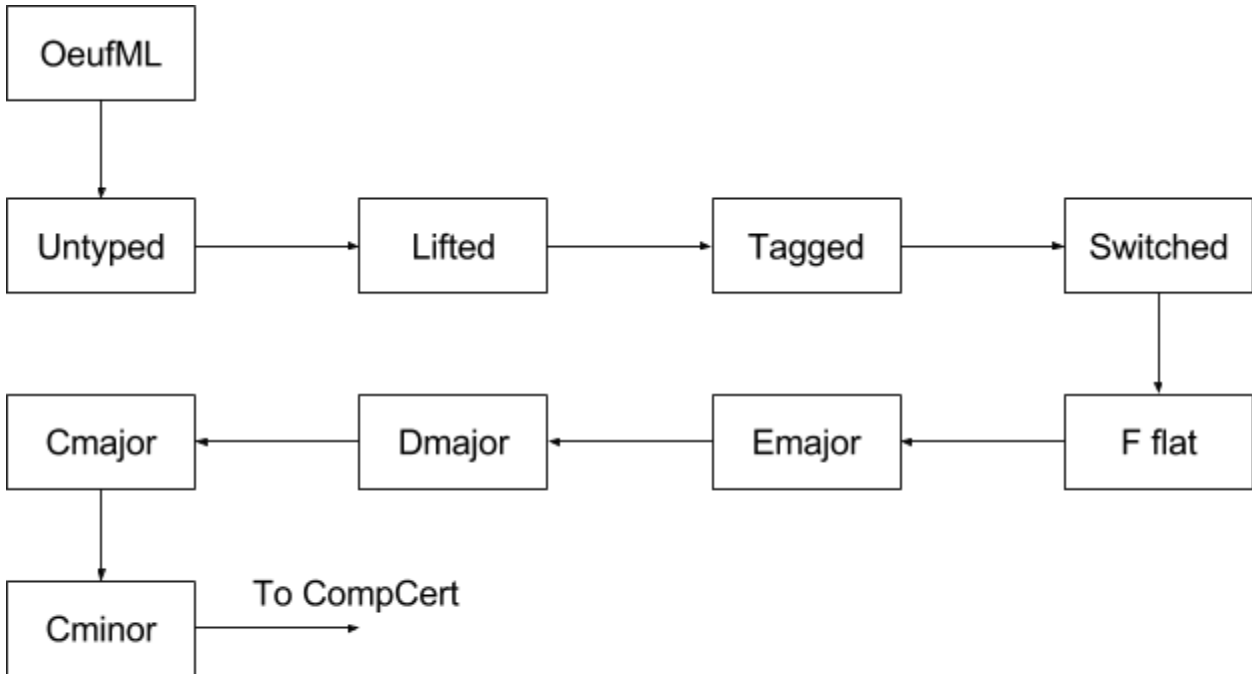 OeufML
Untyped
Lifted
Tagged
Switched
Cmajor
Dmajor
Emajor
F flat
To CompCert
Cminor